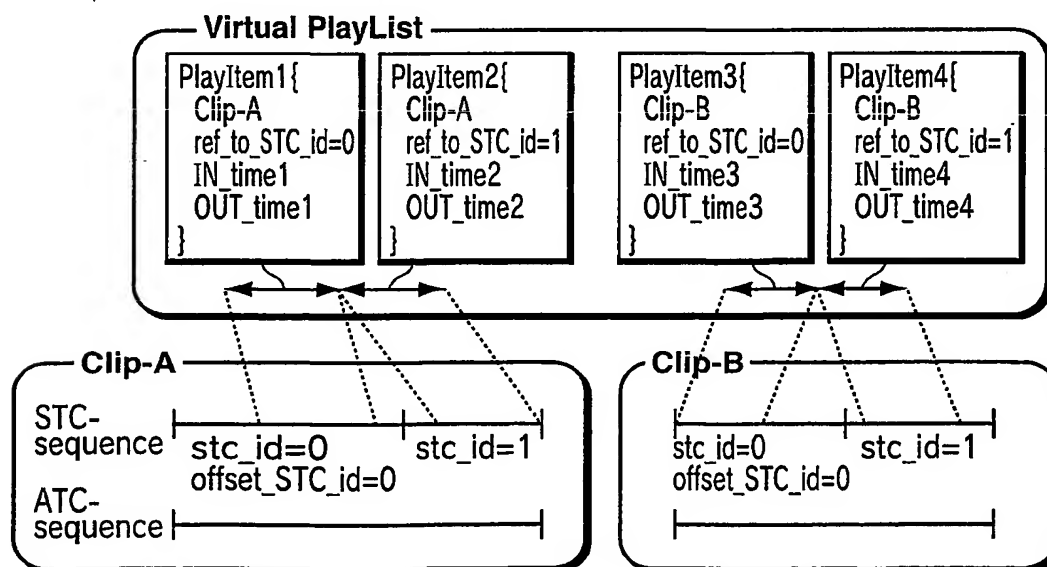 Virtual PlayList
PlayItem1{
Clip-A
ref_to_STC_id=0
IN_time1
OUT_time1
}
PlayItem2{
Clip-A
ref_to_STC_id=1
IN_time2
OUT_time2
}
PlayItem3{
Clip-B
ref_to_STC_id=0
IN_time3
OUT_time3
}
PlayItem4{
Clip-B
ref_to_STC_id=1
IN_time4
OUT_time4
}
Clip-A
STC-
sequence
stc_id=0
stc_id=1
offset_STC_id=0
ATC-
sequence
Clip-B
stc_id=0
stc_id=1
offset_STC_id=0